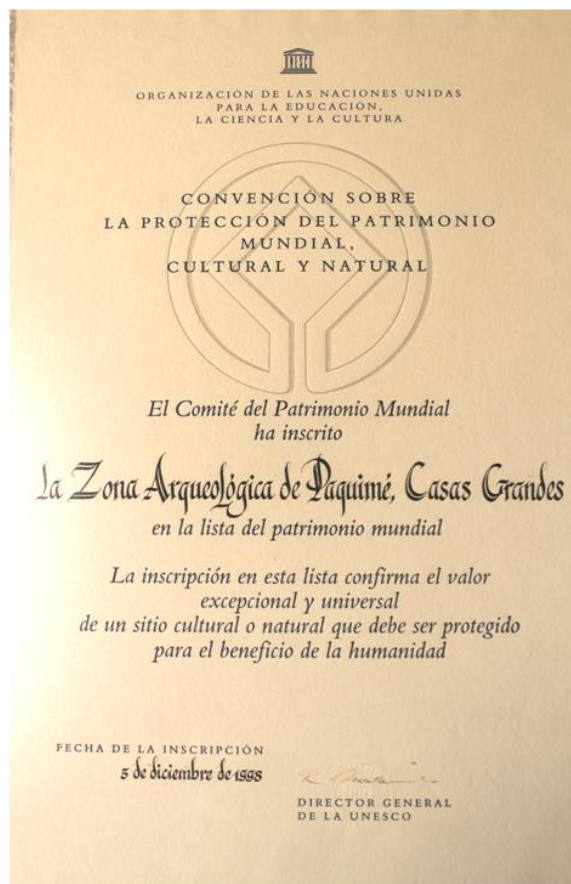 ORGANIZACIÓN DE LAS NACIONES UNIDAS
PARA LA EDUCACIÓN,
LA CIENCIA Y LA CULTURA
CONVENCIÓN SOBRE
LA PROTECCIÓN DEL PATRIMONIO
MUNDIAL,
CULTURAL Y NATURAL
El Comité del Patrimonio Mundial
ha inscrito
La Zona Arqueológica de Paquimé, Casas Grandes
en la lista del patrimonio mundial
La inscripción en esta lista confirma el valor
excepcional y universal
de un sitio cultural o natural que debe ser protegido
para el beneficio de la humanidad
FECHA DE LA INSCRIPCIÓN
5 de diciembre de 1998
DIRECTOR GENERAL
DE LA UNESCO